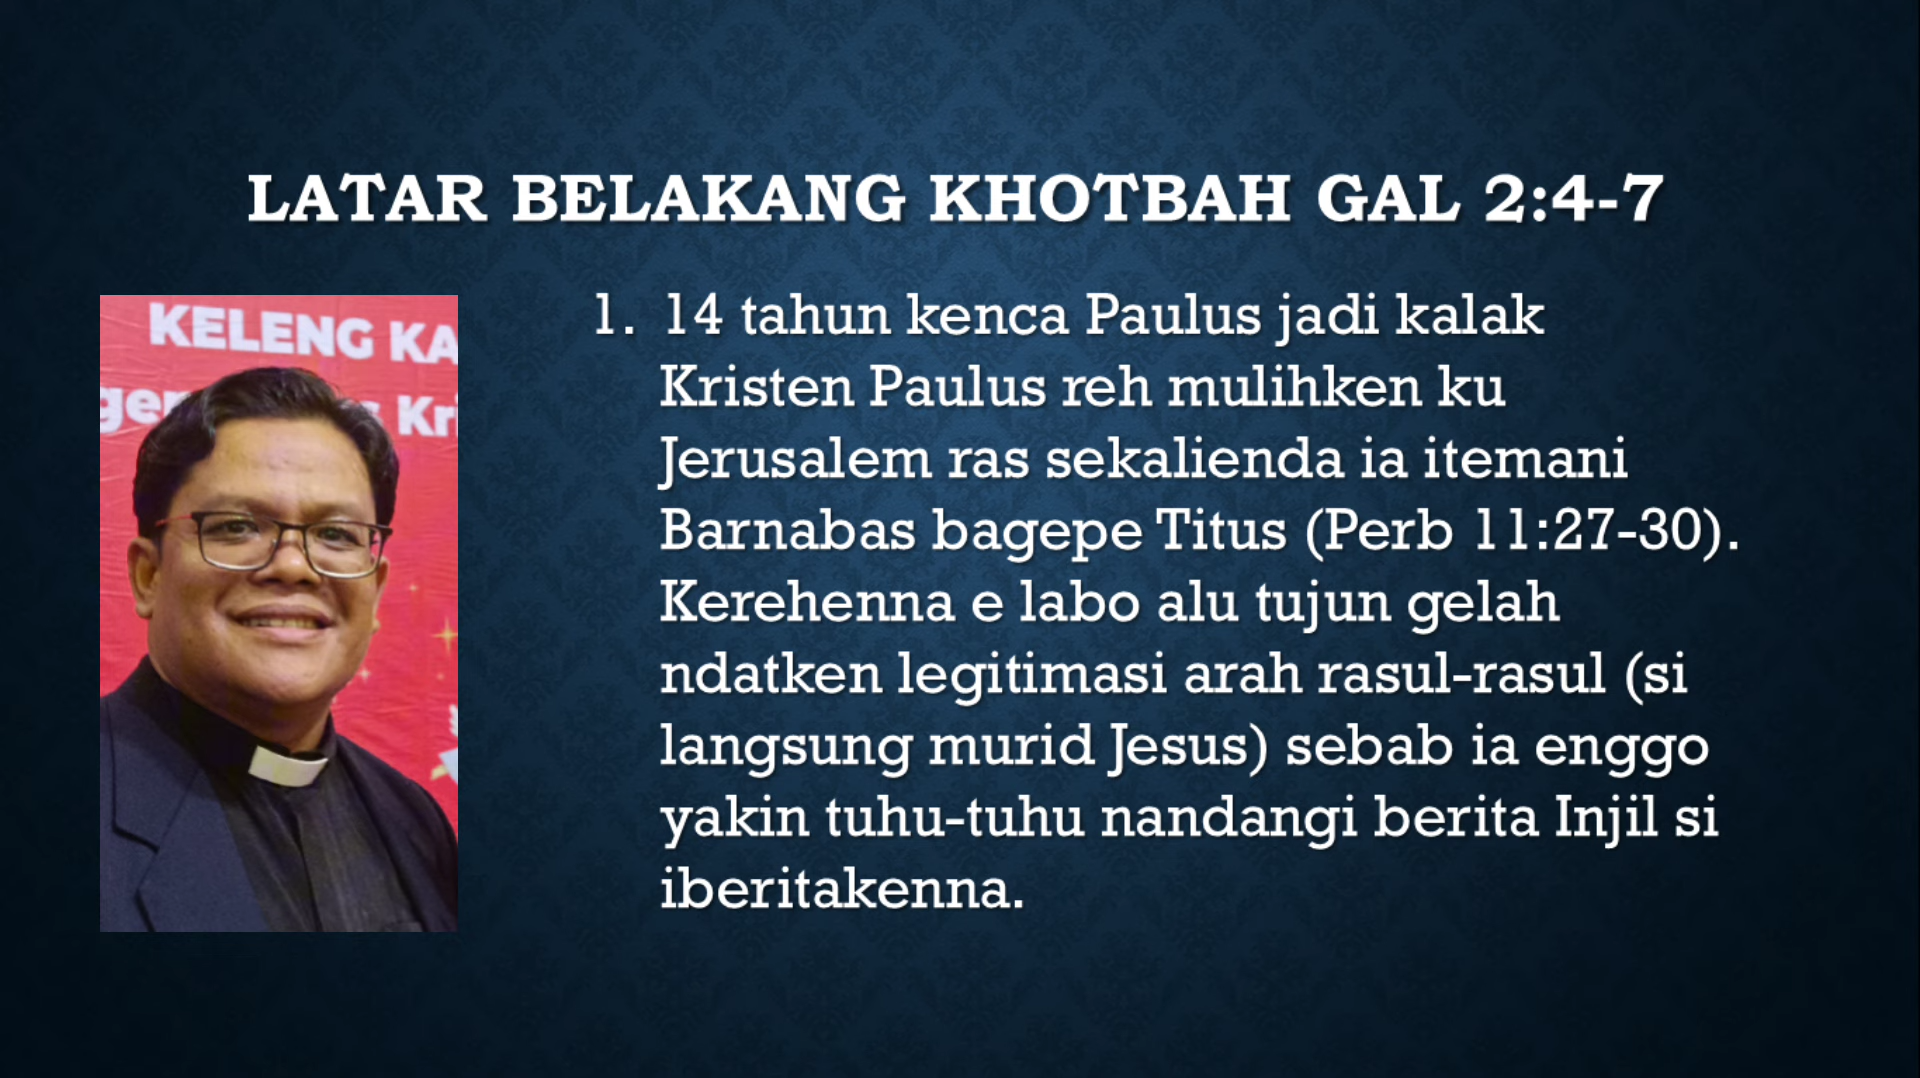 LATAR BELAKANG KHOTBAH GAL 2:4-7
KELENG KA
ger
Kr
1. 14 tahun kenca Paulus jadi kalak
Kristen Paulus reh mulihken ku
Jerusalem ras sekalienda ia itemani
Barnabas bagepe Titus (Perb 11:27-30).
Kerehenna e labo alu tujun gelah
ndatken legitimasi arah rasul-rasul (si
langsung murid Jesus) sebab ia enggo
yakin tuhu-tuhu nandangi berita Injil si
iberitakenna.